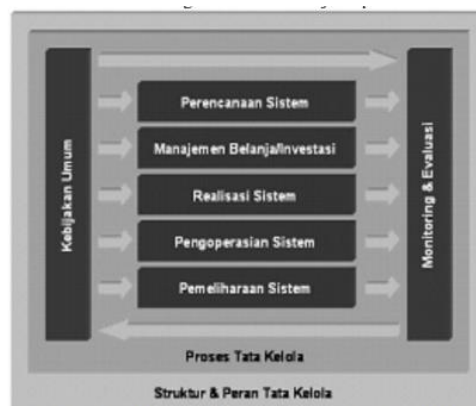 Kebijakan Umum
Perencanaan Sistem
Manajemen Belanja/Investasi
Realisasi Sistem
Pengoperasian Sistem
Pemeliharaan Sistem
Monitoring & Evaluasi
Proses Tata Kelola
Struktur & Peran Tata Kelola